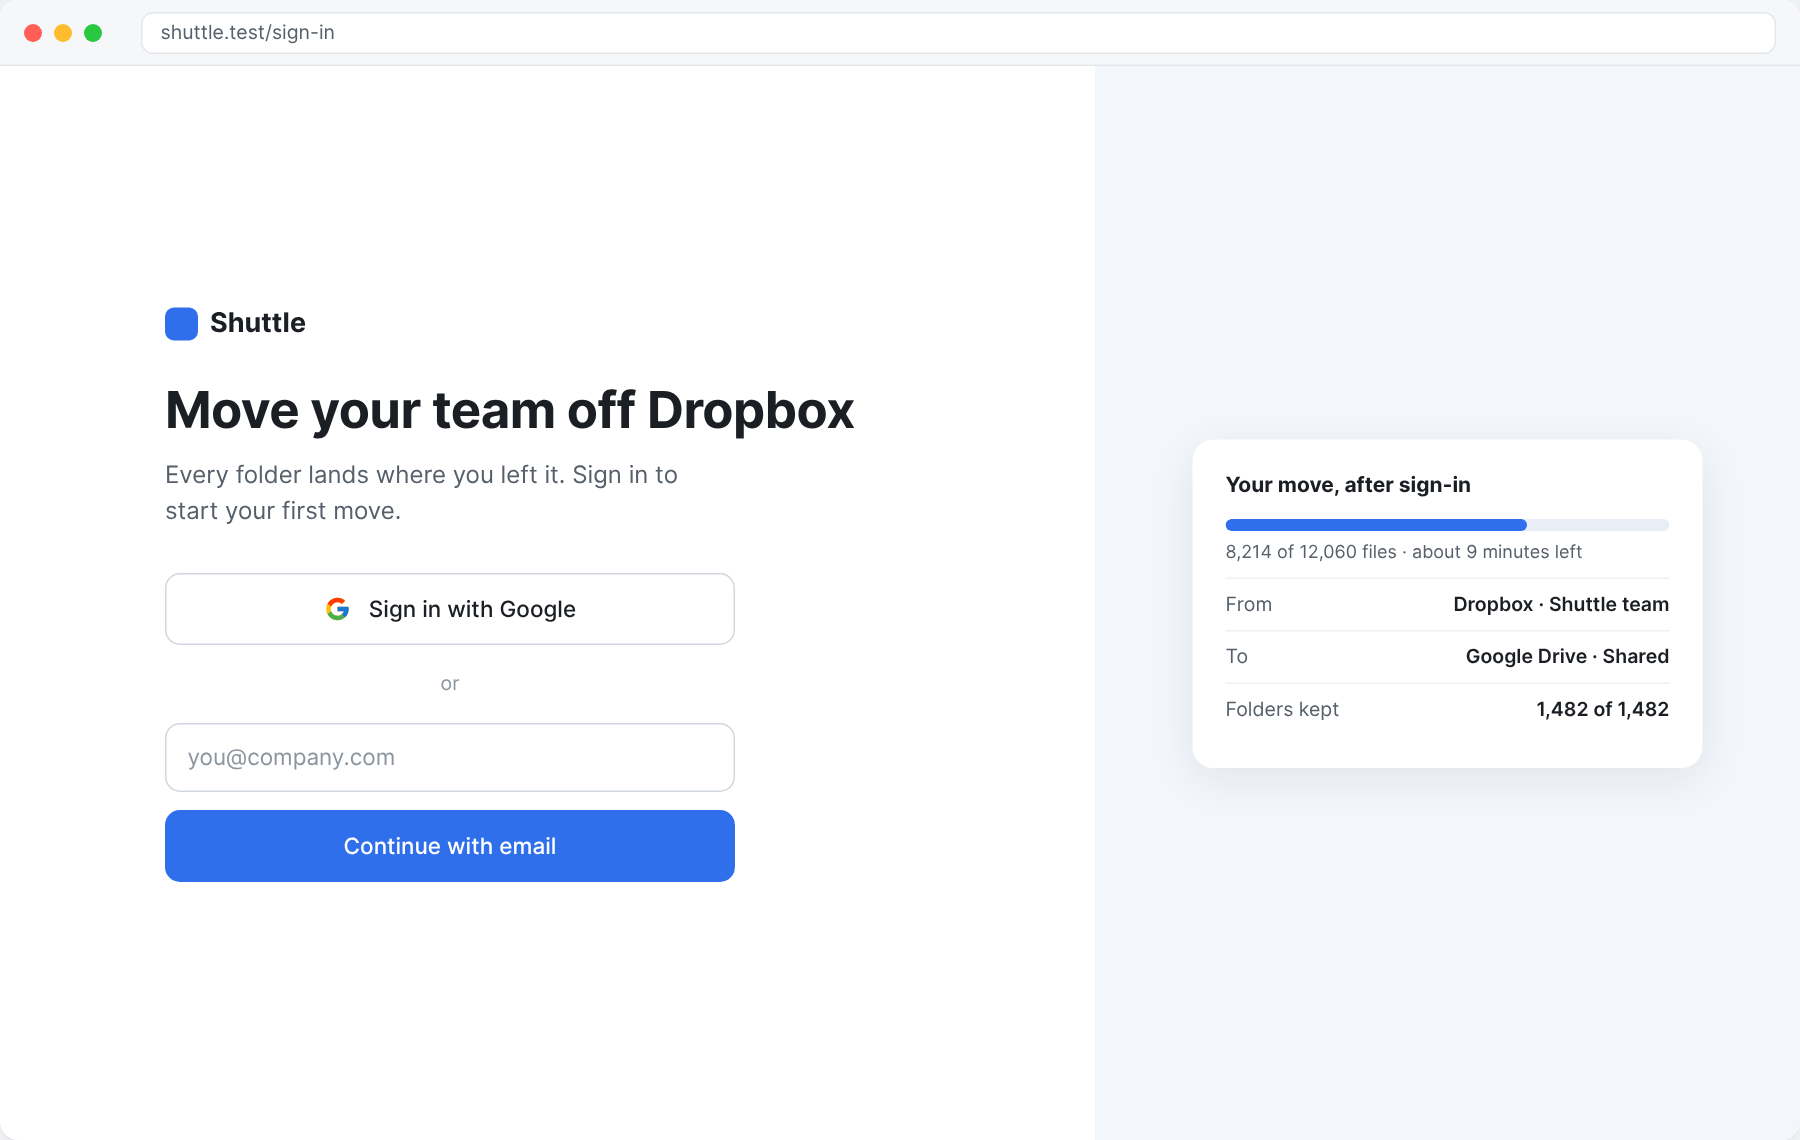 shuttle.test/sign-in
Shuttle
Move your team off Dropbox
Every folder lands where you left it. Sign in to
start your first move.
Sign in with Google
or
you@company.com
Continue with email
Your move, after sign-in
8,214 of 12,060 files · about 9 minutes left
From Dropbox · Shuttle team
To Google Drive · Shared
Folders kept 1,482 of 1,482